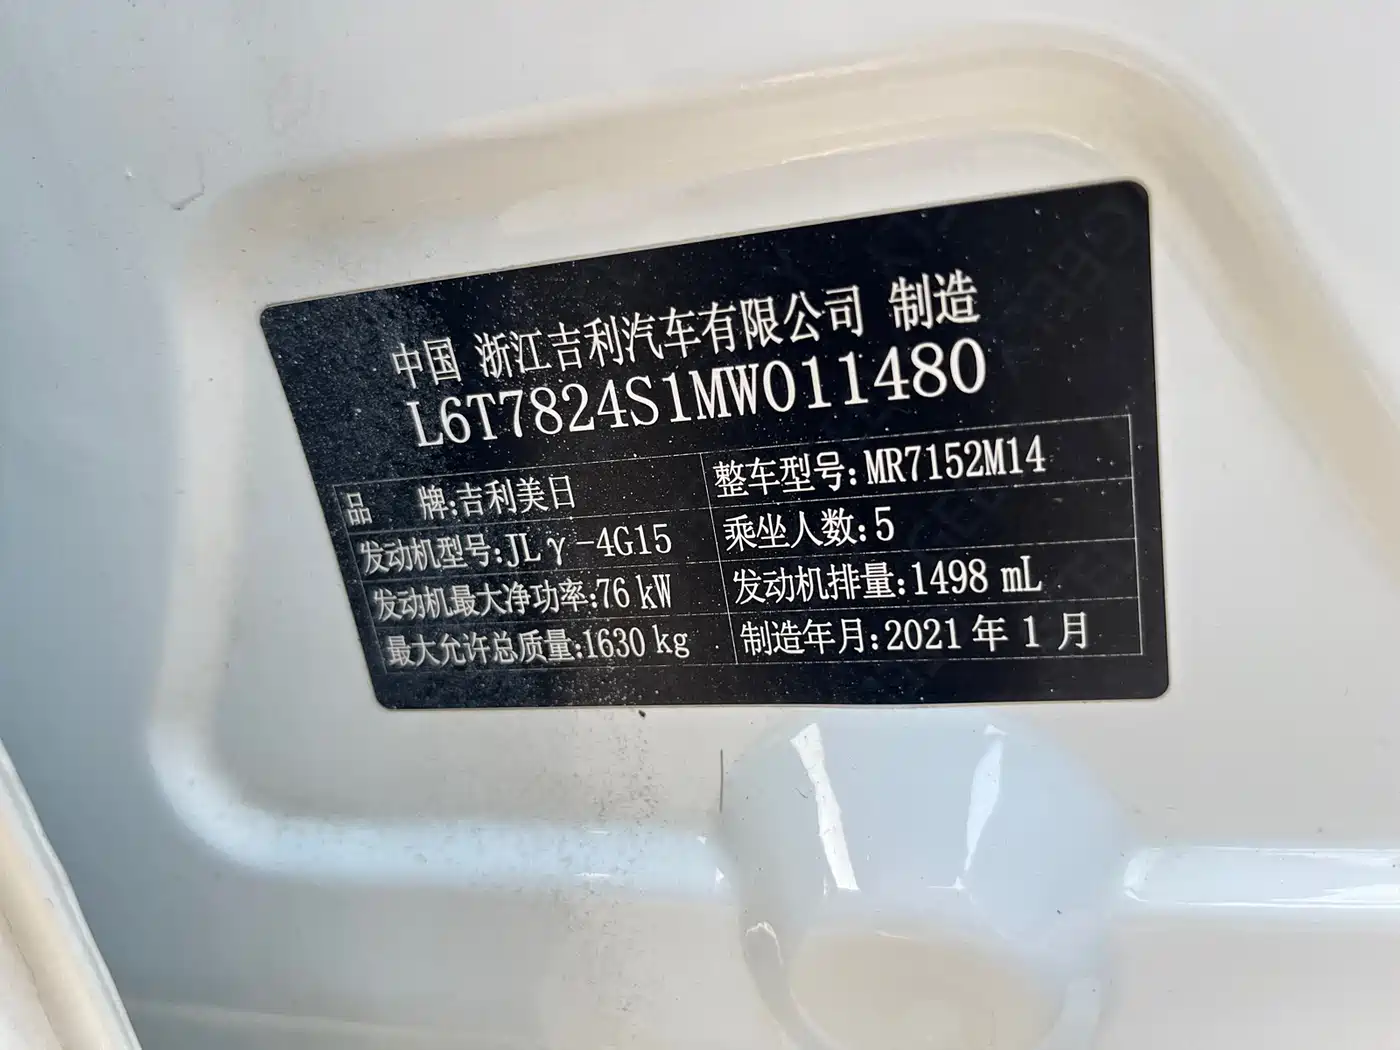 中国 浙江吉利汽车有限公司 制造
L6T7824S1MW011480
品 牌:吉利美日
整车型号:MR7152M14
发动机型号:JLγ-4G15
乘坐人数:5
发动机最大净功率:76 kW
发动机排量:1498 mL
最大允许总质量:1630 kg
制造年月:2021 年 1 月